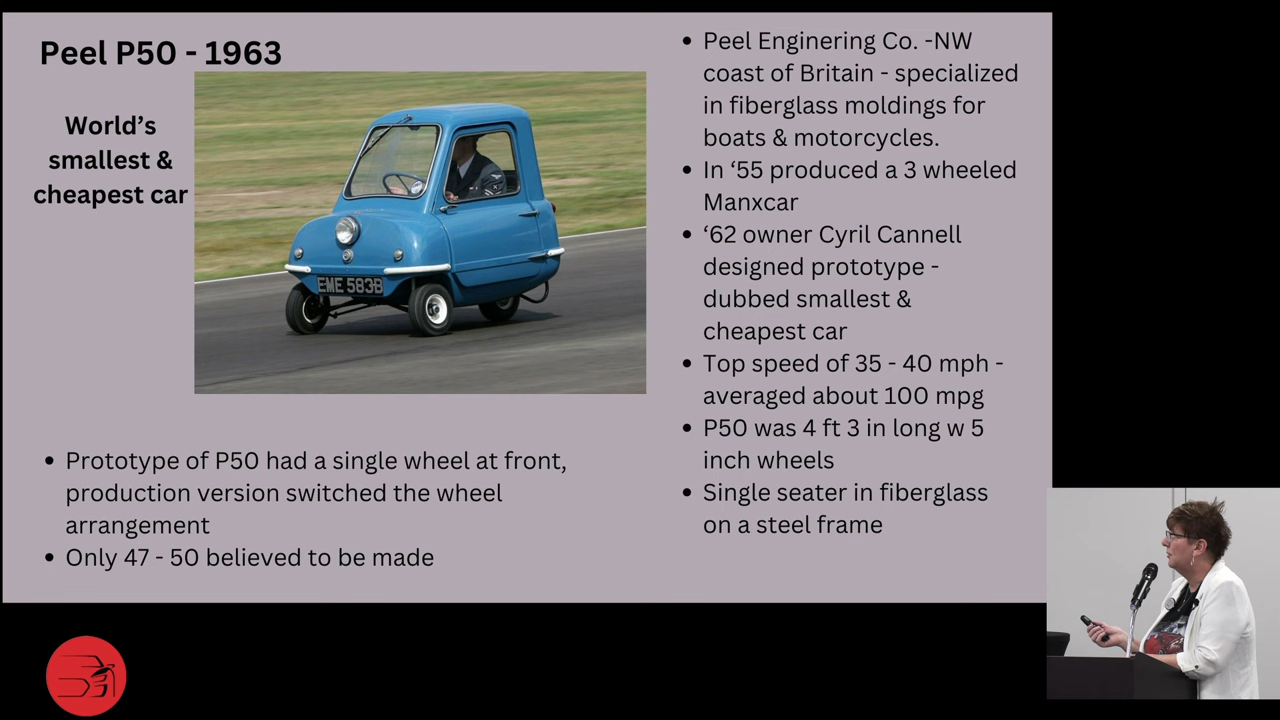 Peel P50 - 1963
World's
smallest &
cheapest car
EME 583B
• Prototype of P50 had a single wheel at front,
production version switched the wheel
arrangement
• Only 47 - 50 believed to be made
• Peel Enginering Co. -NW
coast of Britain - specialized
in fiberglass moldings for
boats & motorcycles.
• In ‘55 produced a 3 wheeled
Manxcar
• ‘62 owner Cyril Cannell
designed prototype -
dubbed smallest &
cheapest car
• Top speed of 35 - 40 mph -
averaged about 100 mpg
• P50 was 4 ft 3 in long w 5
inch wheels
• Single seater in fiberglass
on a steel frame